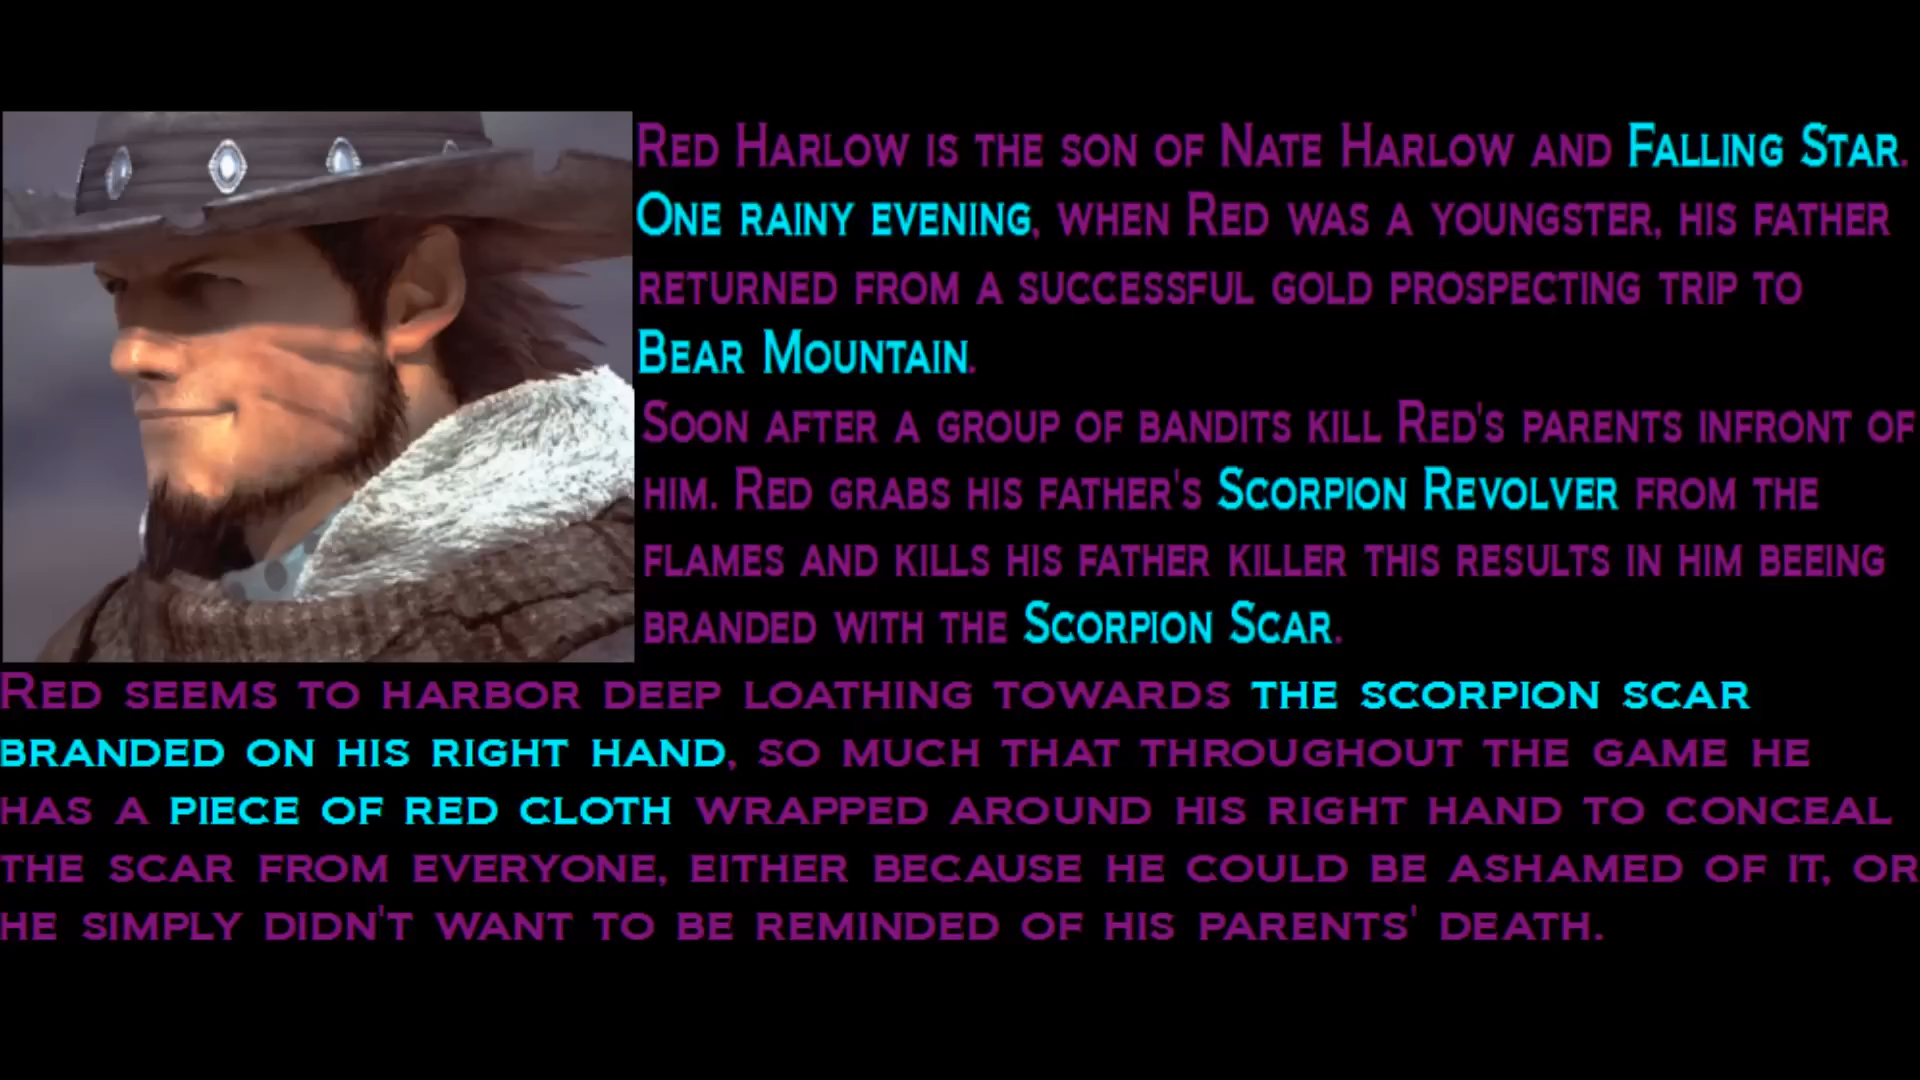 Red Harlow is the son of Nate Harlow and Falling Star.
One rainy evening, when Red was a youngster, his father
returned from a successful gold prospecting trip to
Bear Mountain.
Soon after a group of bandits kill Red's parents infront of
him. Red grabs his father's Scorpion Revolver from the
flames and kills his father killer this results in him beeing
branded with the Scorpion Scar.
Red seems to harbor deep loathing towards the scorpion scar
branded on his right hand, so much that throughout the game he
has a piece of red cloth wrapped around his right hand to conceal
the scar from everyone, either because he could be ashamed of it, or
he simply didn't want to be reminded of his parents' death.